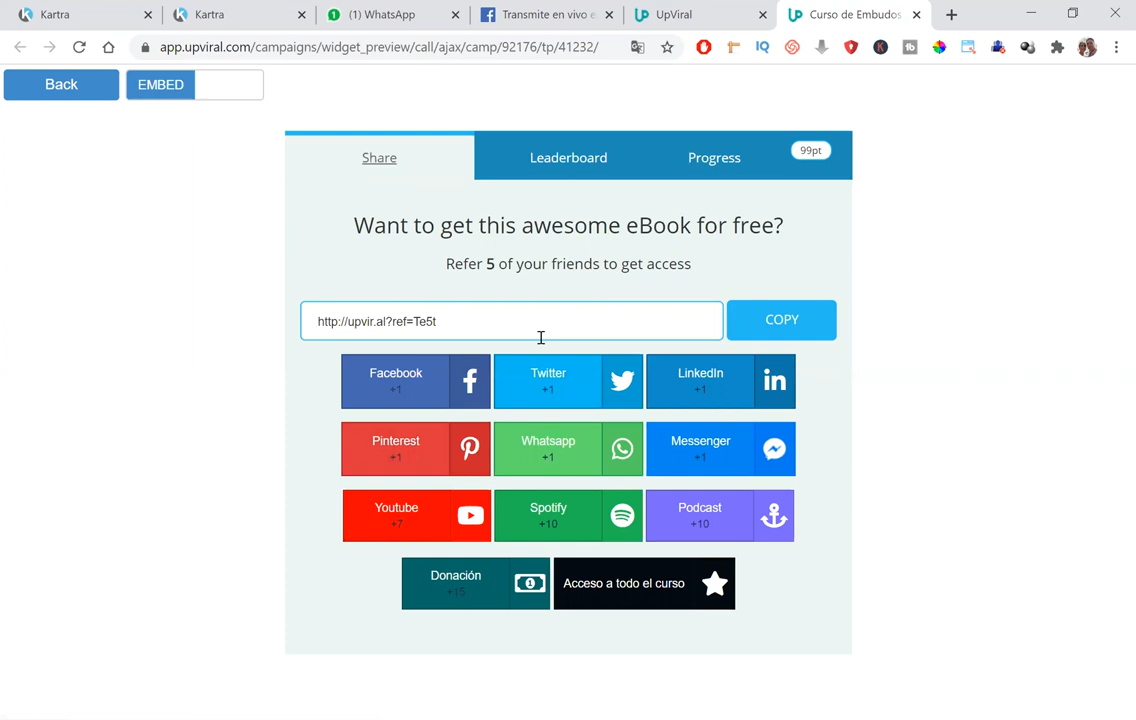 Kartra
Kartra
(1) WhatsApp
Transmite en vivo e
UpViral
Curso de Embudos
app.upviral.com/campaigns/widget_preview/call/ajax/camp/92176/tp/41232/
Back
EMBED
Share
Leaderboard
Progress
99pt
Want to get this awesome eBook for free?
Refer 5 of your friends to get access
http://upvir.al?ref=Te5t
COPY
Facebook
+1
Twitter
+1
LinkedIn
+1
Pinterest
+1
Whatsapp
+1
Messenger
+1
Youtube
+7
Spotify
+10
Podcast
+10
Donación
+15
Acceso a todo el curso